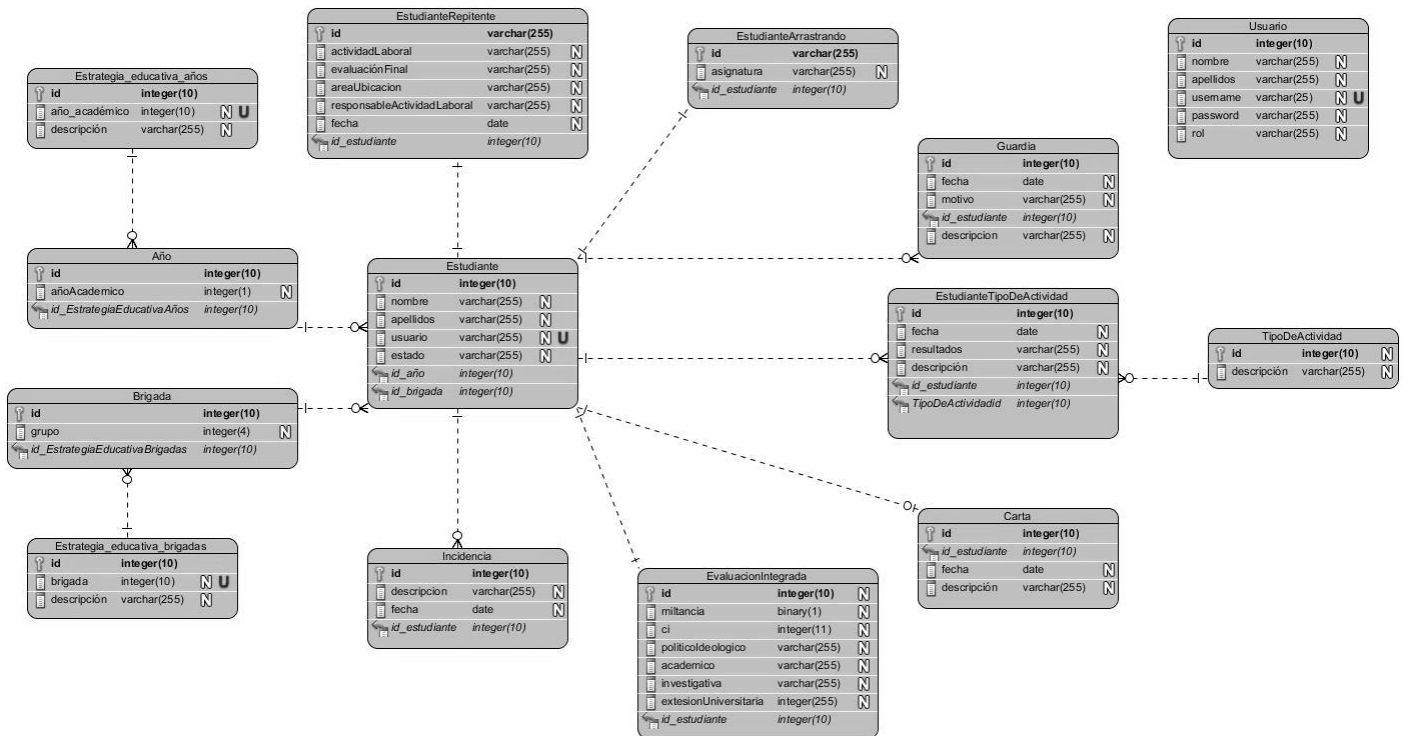 EstudianteRepitente
id varchar(255)
actividadLaboral varchar(255) N
evaluaciónFinal varchar(255) N
areaUbicacion varchar(255) N
responsableActividadLaboral varchar(255) N
fecha date N
id_estudiante integer(10)
EstudianteArrastrando
id varchar(255)
asignatura varchar(255) N
id_estudiante integer(10)
Usuario
id integer(10)
nombre varchar(255) N
apellidos varchar(255) N
username varchar(25) N U
password varchar(255) N
rol varchar(255) N
Estrategia_educativa_años
id integer(10)
año_académico integer(10) N U
descripción varchar(255) N
Guardia
id integer(10)
fecha date N
motivo varchar(255) N
id_estudiante integer(10)
descripcion varchar(255) N
Año
id integer(10)
añoAcademico integer(1) N
id_EstrategiaEducativaAños integer(10)
Estudiante
id integer(10)
nombre varchar(255) N
apellidos varchar(255) N
usuario varchar(255) N U
estado varchar(255) N
id_año integer(10)
id_brigada integer(10)
EstudianteTipoDeActividad
id integer(10)
fecha date N
resultados varchar(255) N
descripción varchar(255) N
id_estudiante integer(10)
TipoDeActividadid integer(10)
TipoDeActividad
id integer(10) N
descripción varchar(255) N
Brigada
id integer(10)
grupo integer(4) N
id_EstrategiaEducativaBrigadas integer(10)
Estrategia_educativa_brigadas
id integer(10)
brigada integer(10) N U
descripción varchar(255) N
Incidencia
id integer(10)
descripcion varchar(255) N
fecha date N
id_estudiante integer(10)
EvaluacionIntegrada
id integer(10) N
miltancia binary(1) N
ci integer(11) N
politicoIdeologico varchar(255) N
academico varchar(255) N
investigativa varchar(255) N
extesionUniversitaria integer(255) N
id_estudiante integer(10)
Carta
id integer(10)
id_estudiante integer(10)
fecha date N
descripción varchar(255) N